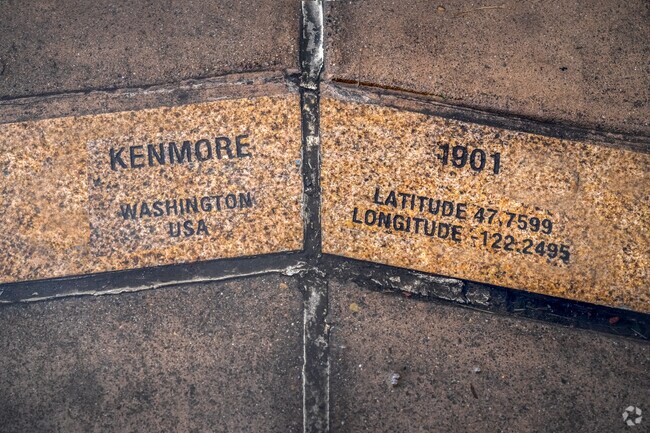 KENMORE
WASHINGTON
USA
1901
LATITUDE 47.7599
LONGITUDE -122.2495